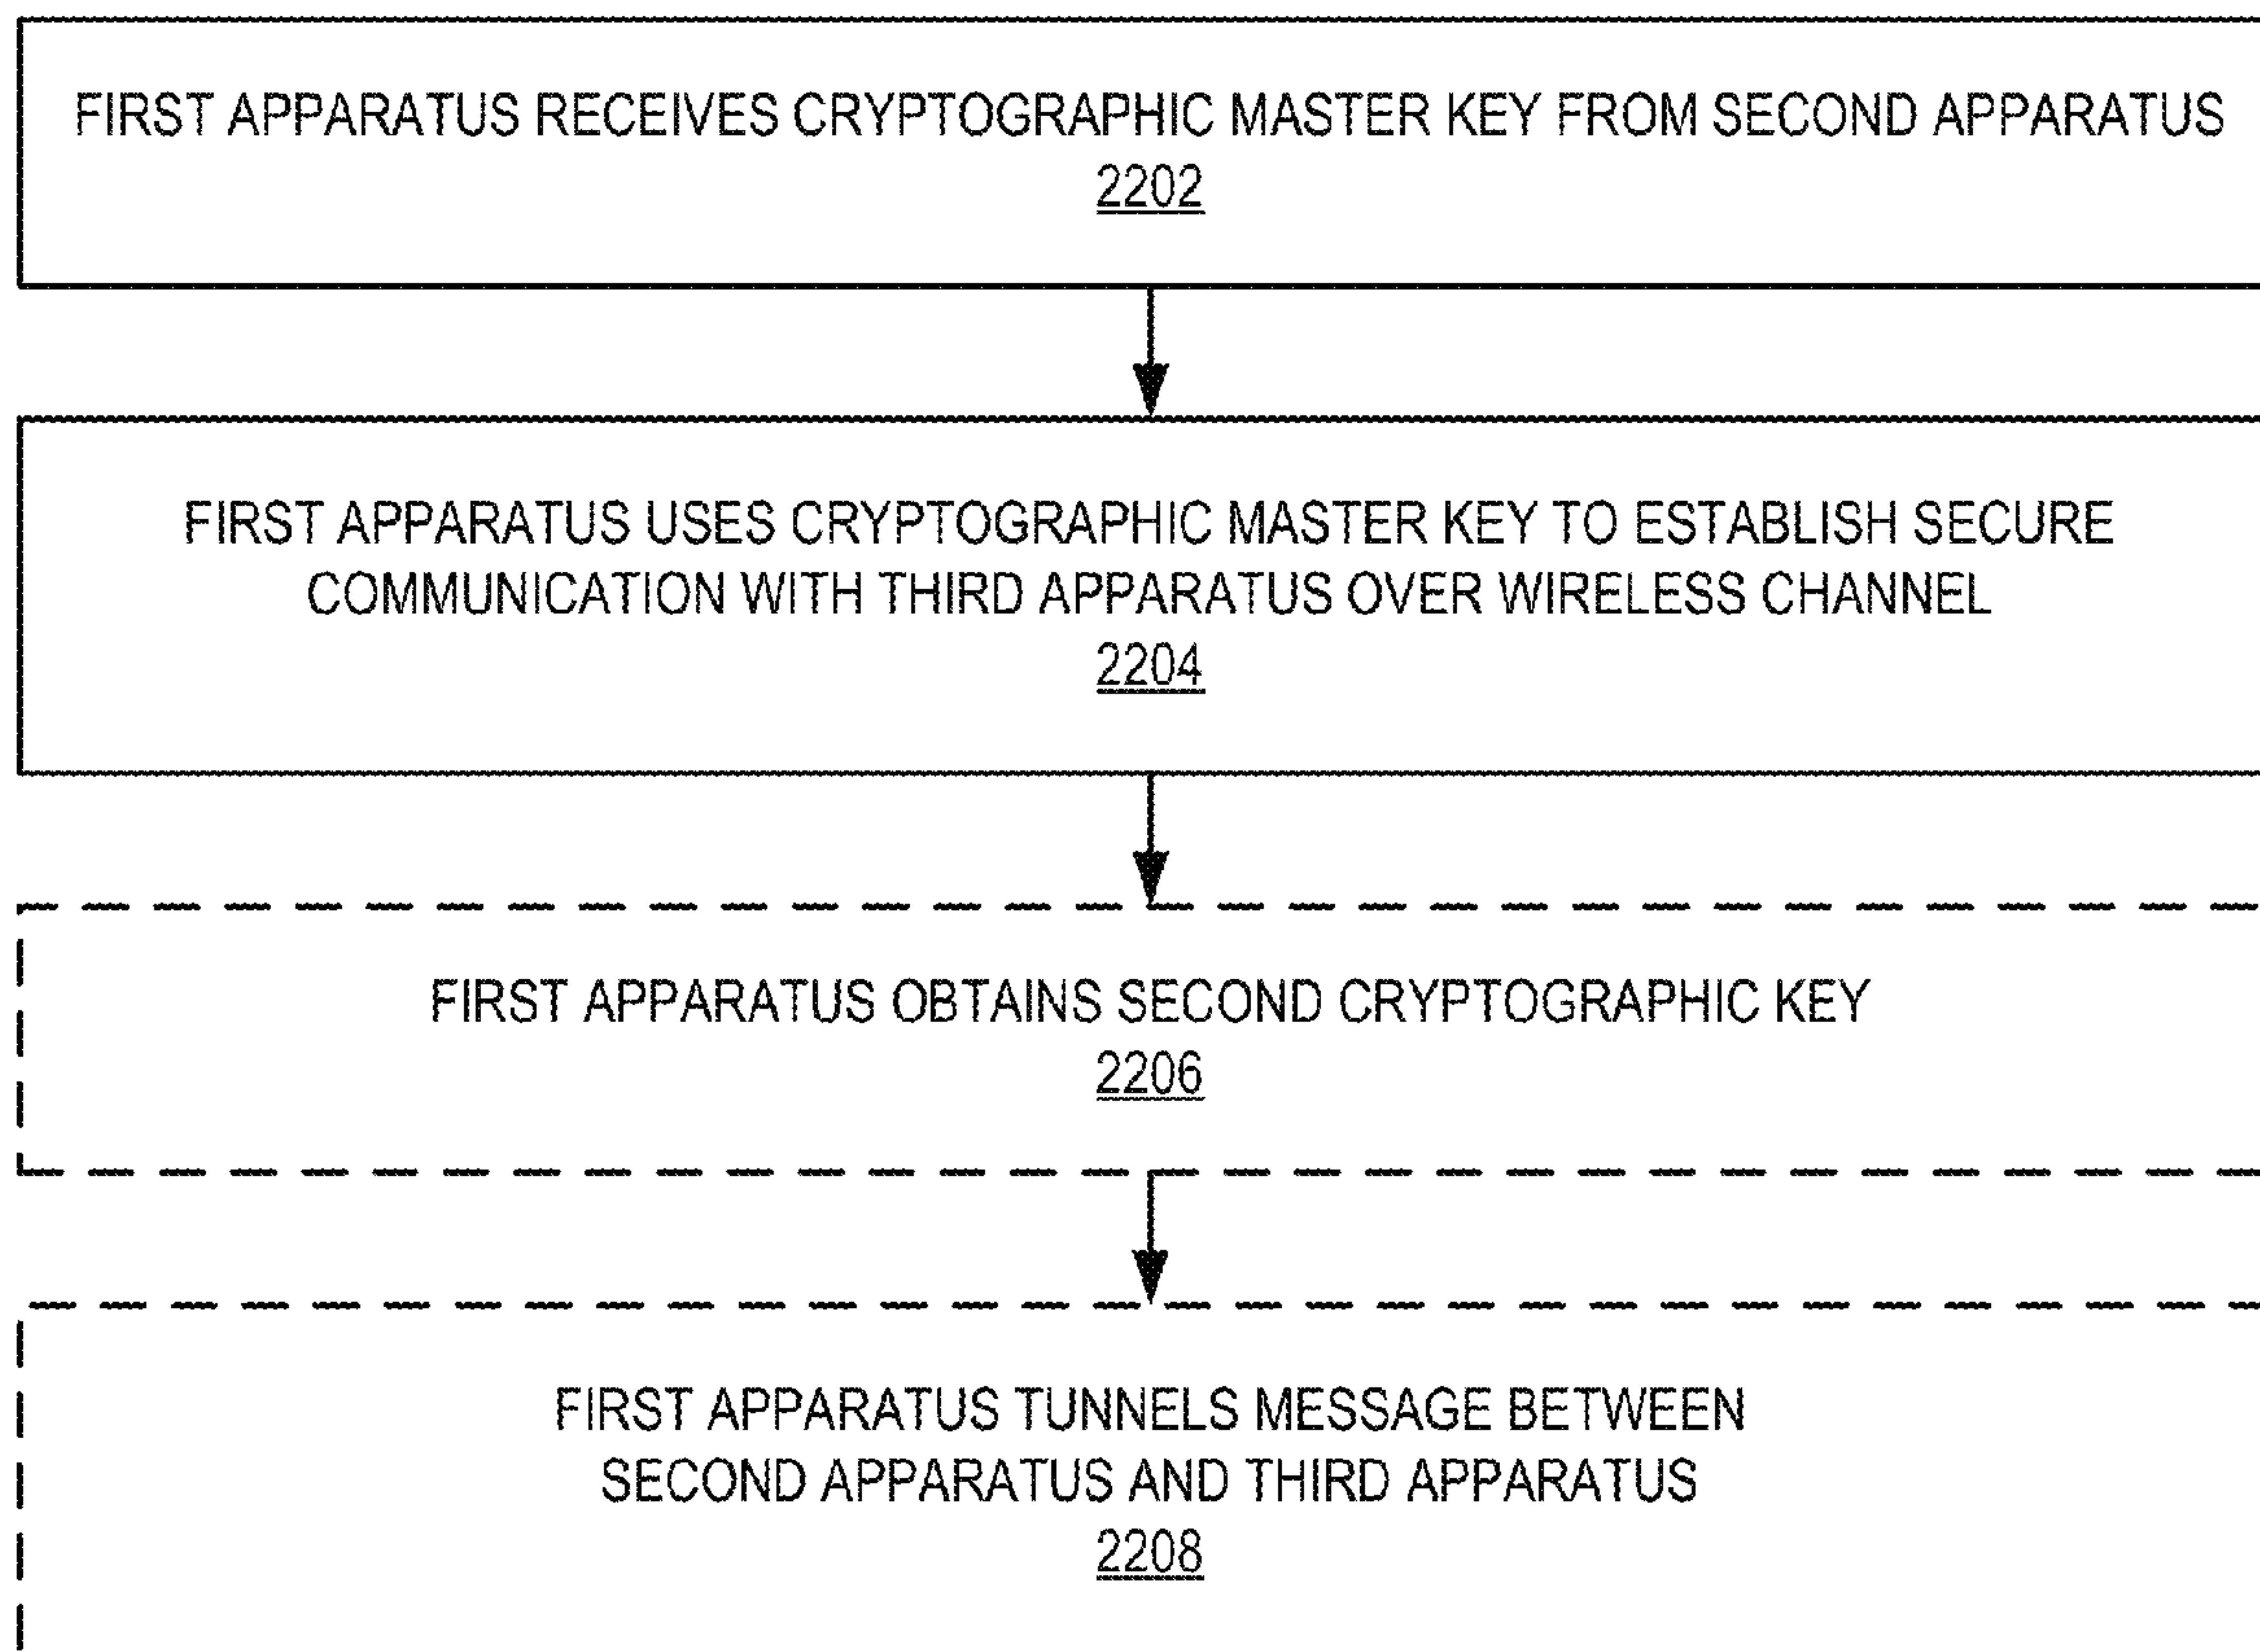 FIRST APPARATUS RECEIVES CRYPTOGRAPHIC MASTER KEY FROM SECOND APPARATUS
2202
FIRST APPARATUS USES CRYPTOGRAPHIC MASTER KEY TO ESTABLISH SECURE
COMMUNICATION WITH THIRD APPARATUS OVER WIRELESS CHANNEL
2204
FIRST APPARATUS OBTAINS SECOND CRYPTOGRAPHIC KEY
2206
FIRST APPARATUS TUNNELS MESSAGE BETWEEN
SECOND APPARATUS AND THIRD APPARATUS
2208